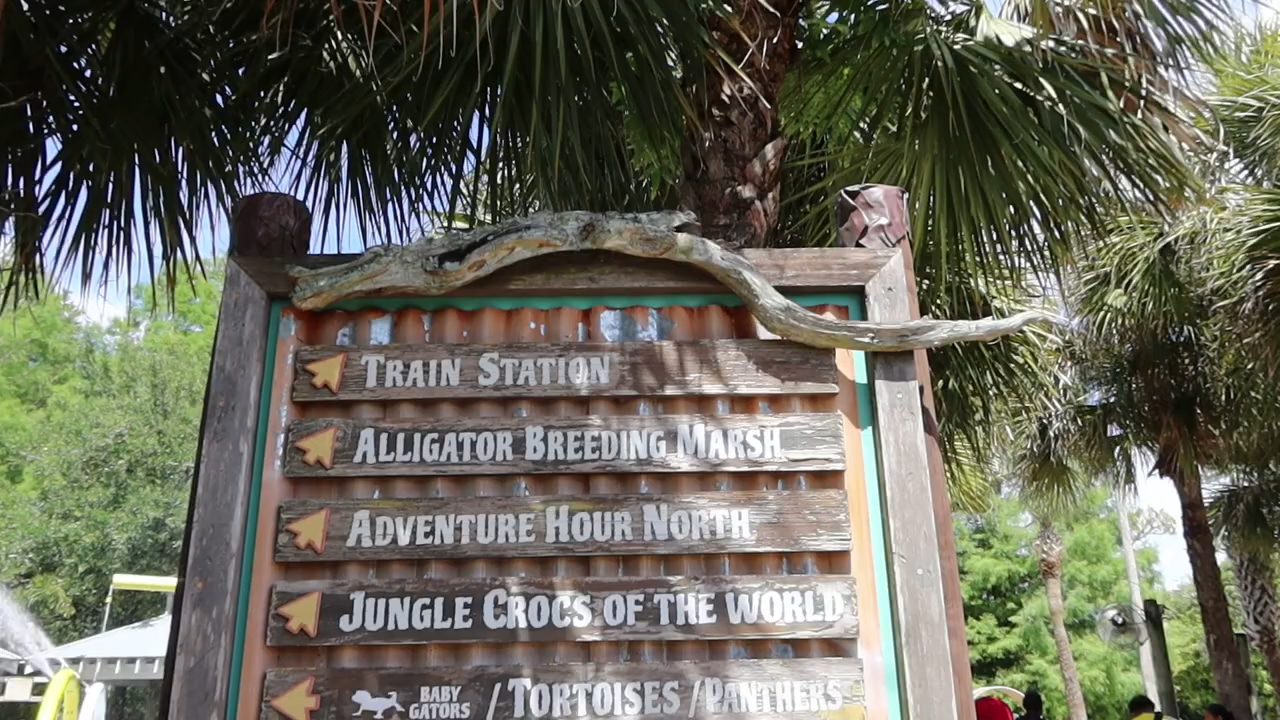 TRAIN STATION
ALLIGATOR BREEDING MARSH
ADVENTURE HOUR NORTH
JUNGLE CROCS OF THE WORLD
BABY GATORS / TORTOISES / PANTHERS